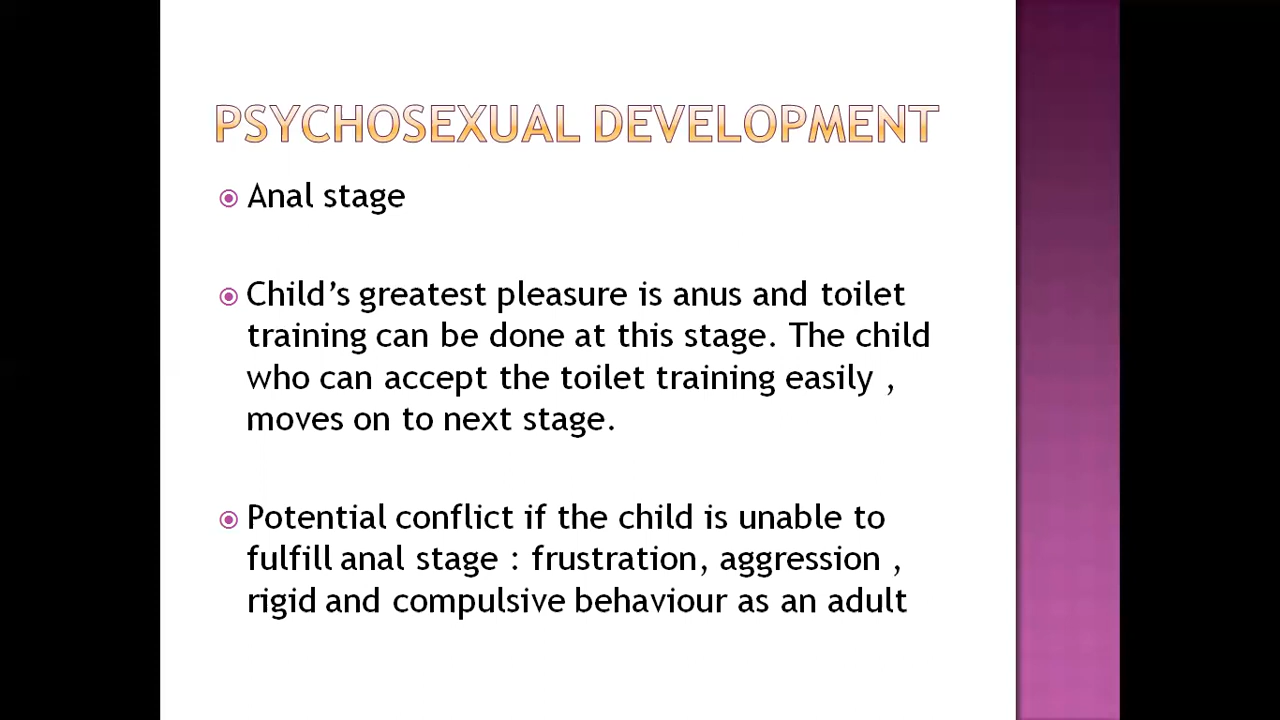 PSYCHOSEXUAL DEVELOPMENT
Anal stage
Child's greatest pleasure is anus and toilet
training can be done at this stage. The child
who can accept the toilet training easily ,
moves on to next stage.
Potential conflict if the child is unable to
fulfill anal stage : frustration, aggression ,
rigid and compulsive behaviour as an adult